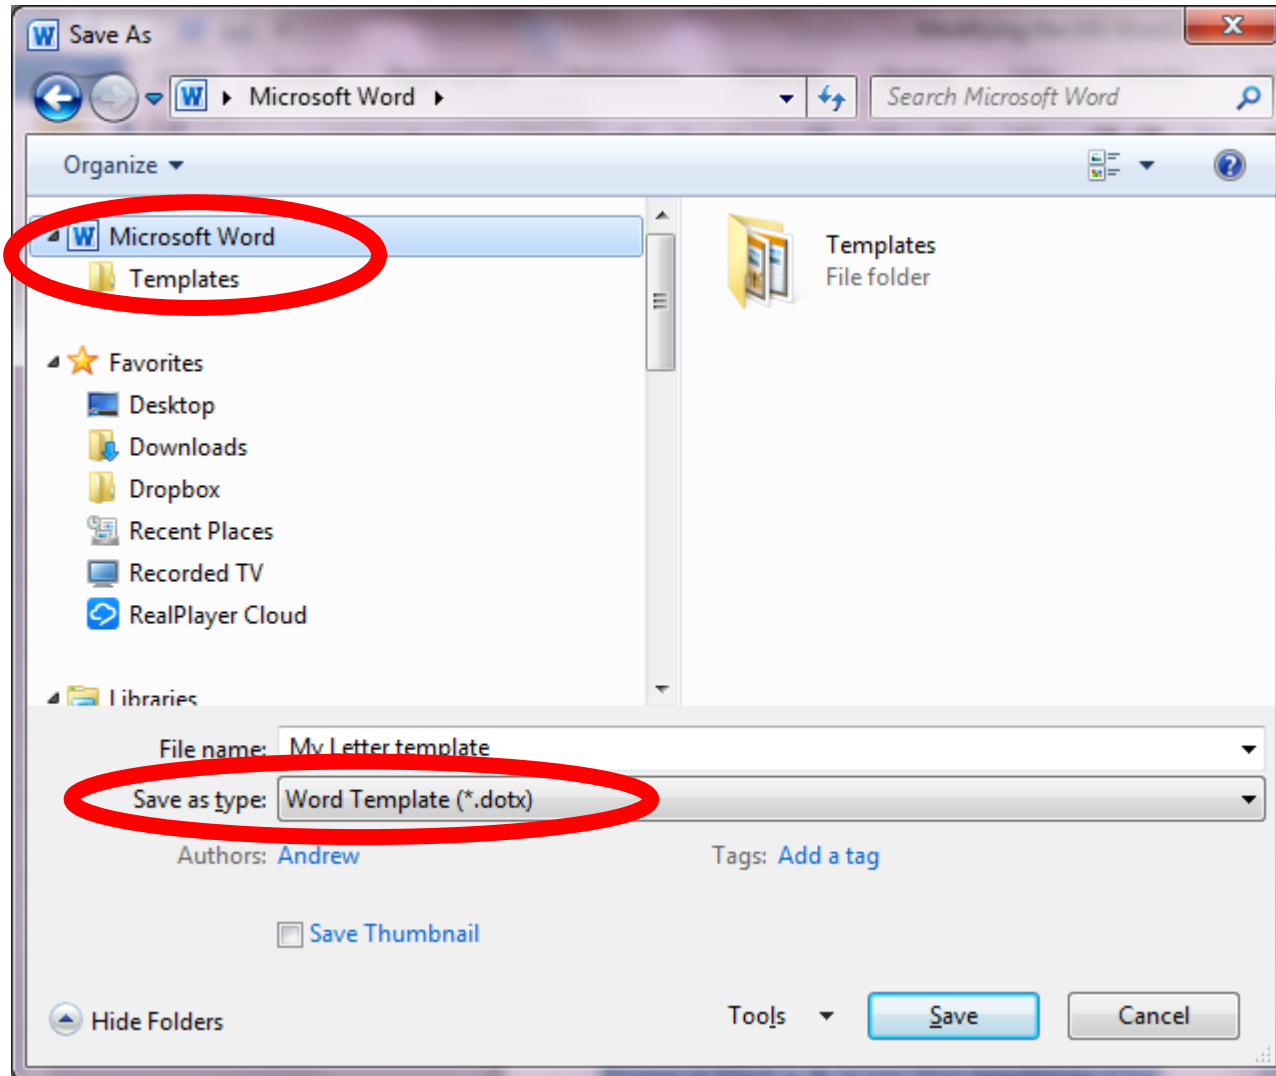 Save As
Microsoft Word
Search Microsoft Word
Organize
Microsoft Word
Templates
Favorites
Desktop
Downloads
Dropbox
Recent Places
Recorded TV
RealPlayer Cloud
Libraries
Templates
File folder
File name: My Letter template
Save as type: Word Template (*.dotx)
Authors: Andrew Tags: Add a tag
Save Thumbnail
Hide Folders Tools Save Cancel